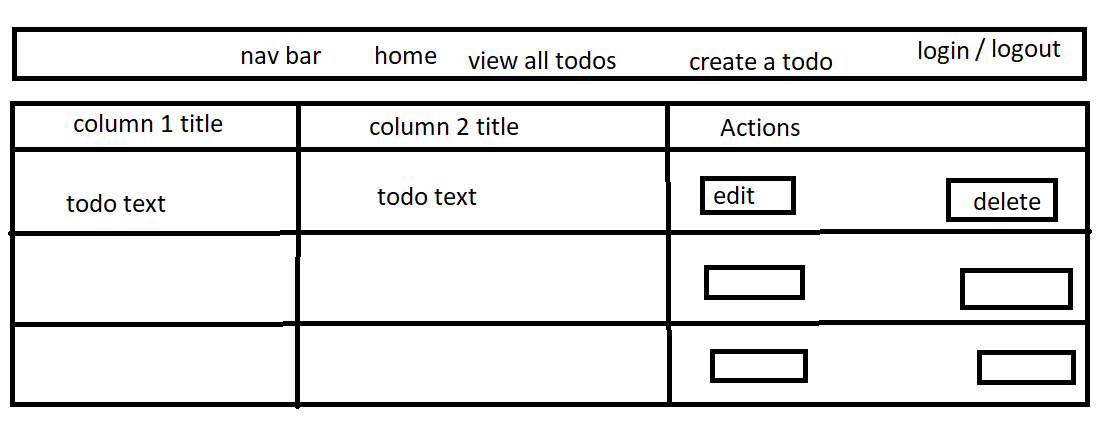 nav bar home view all todos create a todo login / logout
column 1 title column 2 title Actions
todo text todo text edit delete